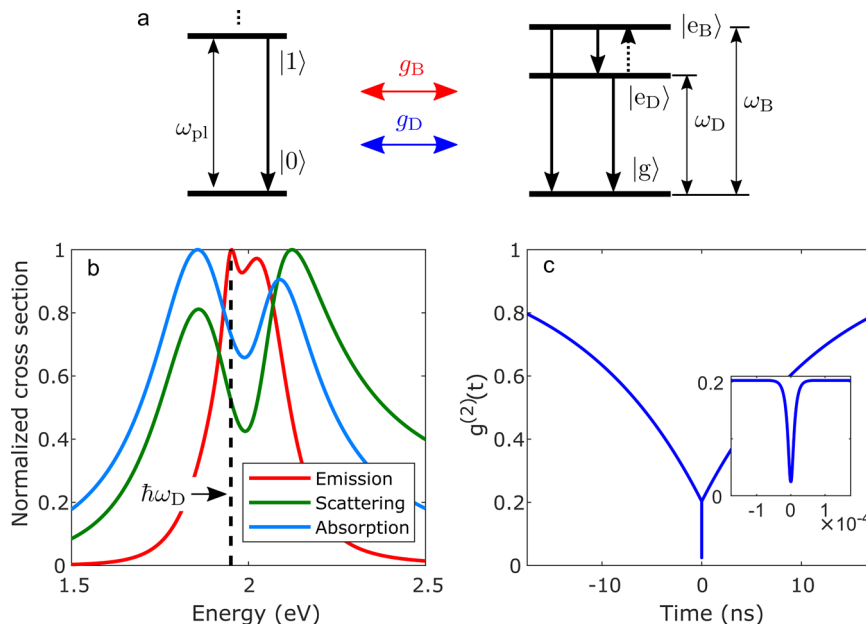 a
⋮
|1⟩
ω_pl
|0⟩
g_B
g_D
|e_B⟩
|e_D⟩
ω_D
ω_B
|g⟩
b
Normalized cross section
1
0.8
0.6
0.4
0.2
0
ħω_D
Emission
Scattering
Absorption
1.5
2
2.5
Energy (eV)
c
g^(2)(t)
1
0.8
0.6
0.4
0.2
0
0.2
0
-1
0
1
×10^-4
-10
0
10
Time (ns)